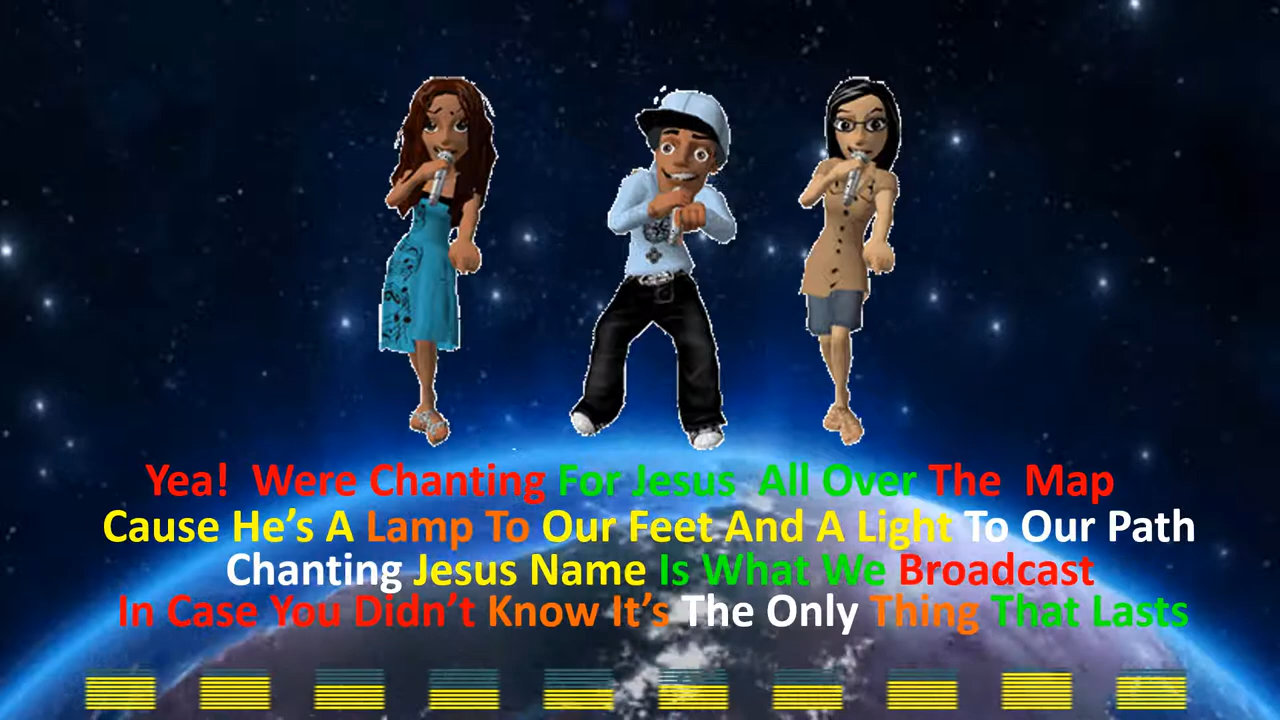 Yea!  Were Chanting For Jesus  All Over The  Map
Cause He's A Lamp To Our Feet And A Light To Our Path
Chanting Jesus Name Is What We Broadcast
In Case You Didn't Know It's The Only Thing That Lasts